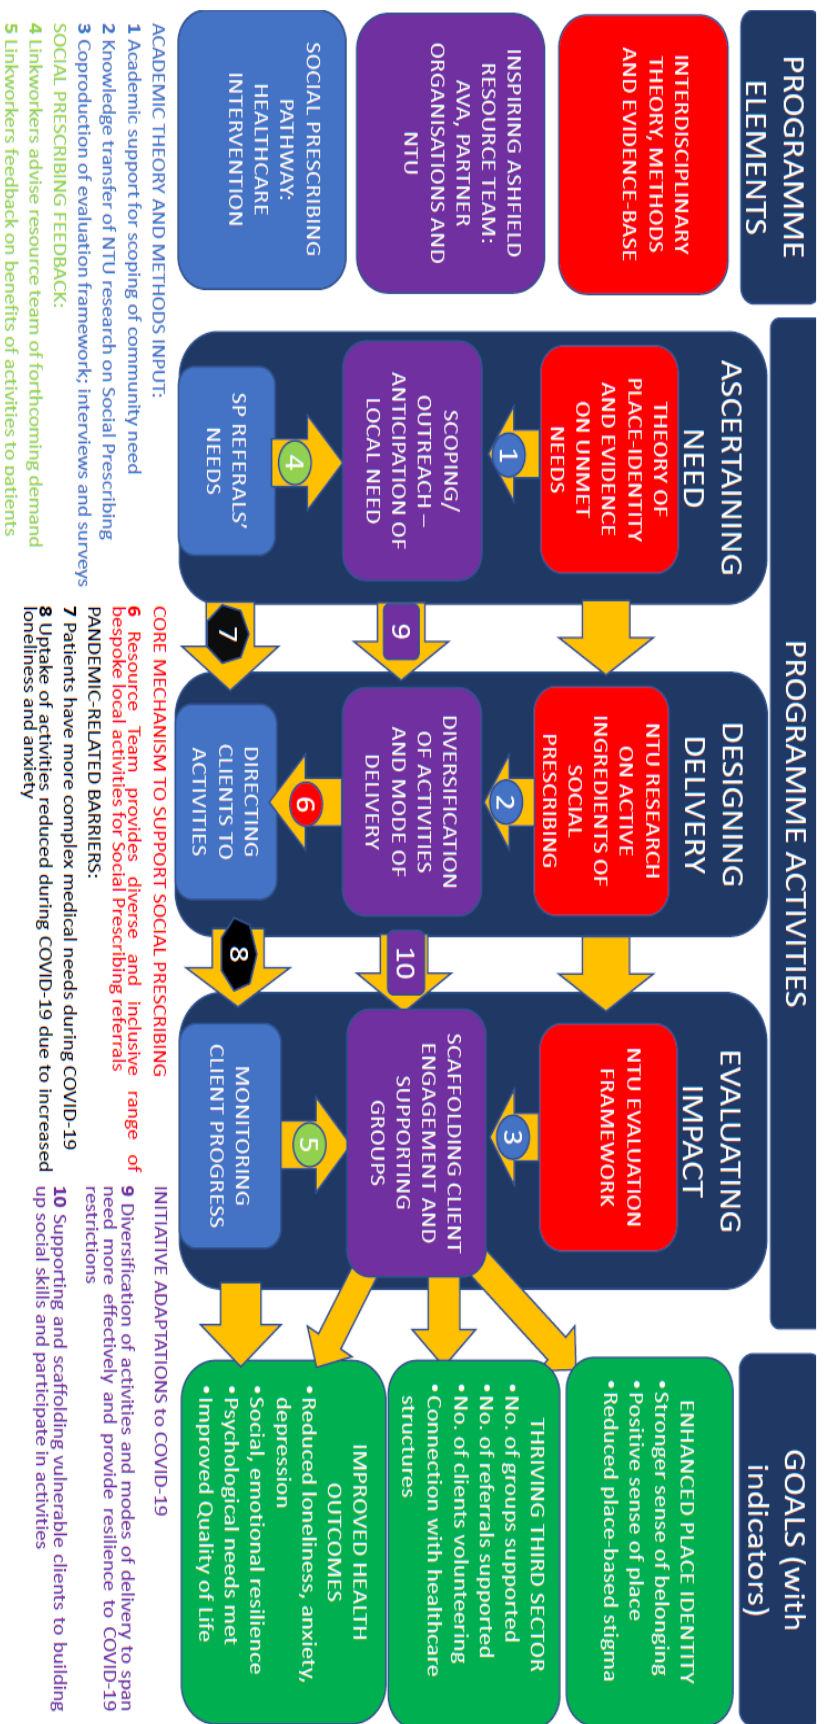 PROGRAMME
ELEMENTS
PROGRAMME ACTIVITIES
GOALS (with
indicators)
INTERDISCIPLINARY
THEORY, METHODS
AND EVIDENCE-BASE
INSPIRING ASHFIELD
RESOURCE TEAM:
AVA, PARTNER
ORGANISATIONS AND
NTU
SOCIAL PRESCRIBING
PATHWAY:
HEALTHCARE
INTERVENTION
ASCERTAINING
NEED
THEORY OF
PLACE-IDENTITY
AND EVIDENCE
ON UNMET
NEEDS
1
SCOPING/
OUTREACH –
ANTICIPATION OF
LOCAL NEED
4
SP REFERALS’
NEEDS
9
7
DESIGNING
DELIVERY
NTU RESEARCH
ON ACTIVE
INGREDIENTS OF
SOCIAL
PRESCRIBING
2
DIVERSIFICATION
OF ACTIVITIES
AND MODE OF
DELIVERY
6
DIRECTING
CLIENTS TO
ACTIVITIES
10
8
EVALUATING
IMPACT
NTU EVALUATION
FRAMEWORK
3
SCAFFOLDING CLIENT
ENGAGEMENT AND
SUPPORTING
GROUPS
5
MONITORING
CLIENT PROGRESS
ENHANCED PLACE IDENTITY
• Stronger sense of belonging
• Positive sense of place
• Reduced place-based stigma
THRIVING THIRD SECTOR
• No. of groups supported
• No. of referrals supported
• No. of clients volunteering
• Connection with healthcare
structures
IMPROVED HEALTH
OUTCOMES
• Reduced loneliness, anxiety,
depression
• Social, emotional resilience
• Psychological needs met
• Improved Quality of Life
ACADEMIC THEORY AND METHODS INPUT:
1 Academic support for scoping of community need
2 Knowledge transfer of NTU research on Social Prescribing
3 Coproduction of evaluation framework; interviews and surveys
SOCIAL PRESCRIBING FEEDBACK:
4 Linkworkers advise resource team of forthcoming demand
5 Linkworkers feedback on benefits of activities to patients
CORE MECHANISM TO SUPPORT SOCIAL PRESCRIBING
6 Resource Team provides diverse and inclusive range of
bespoke local activities for Social Prescribing referrals
PANDEMIC-RELATED BARRIERS:
7 Patients have more complex medical needs during COVID-19
8 Uptake of activities reduced during COVID-19 due to increased
loneliness and anxiety
INITIATIVE ADAPTATIONS to COVID-19
9 Diversification of activities and modes of delivery to span
need more effectively and provide resilience to COVID-19
restrictions
10 Supporting and scaffolding vulnerable clients to building
up social skills and participate in activities